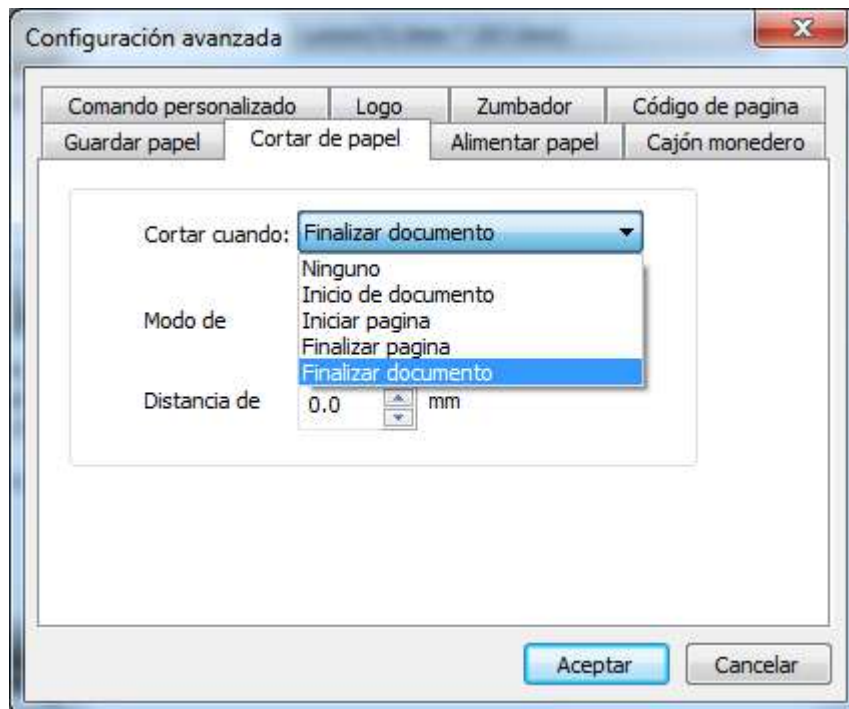 Configuración avanzada
Comando personalizado Logo Zumbador Código de pagina
Guardar papel Cortar de papel Alimentar papel Cajón monedero
Cortar cuando: Finalizar documento
Ninguno
Inicio de documento
Modo de Iniciar pagina
Finalizar pagina
Finalizar documento
Distancia de 0.0 mm
Aceptar Cancelar